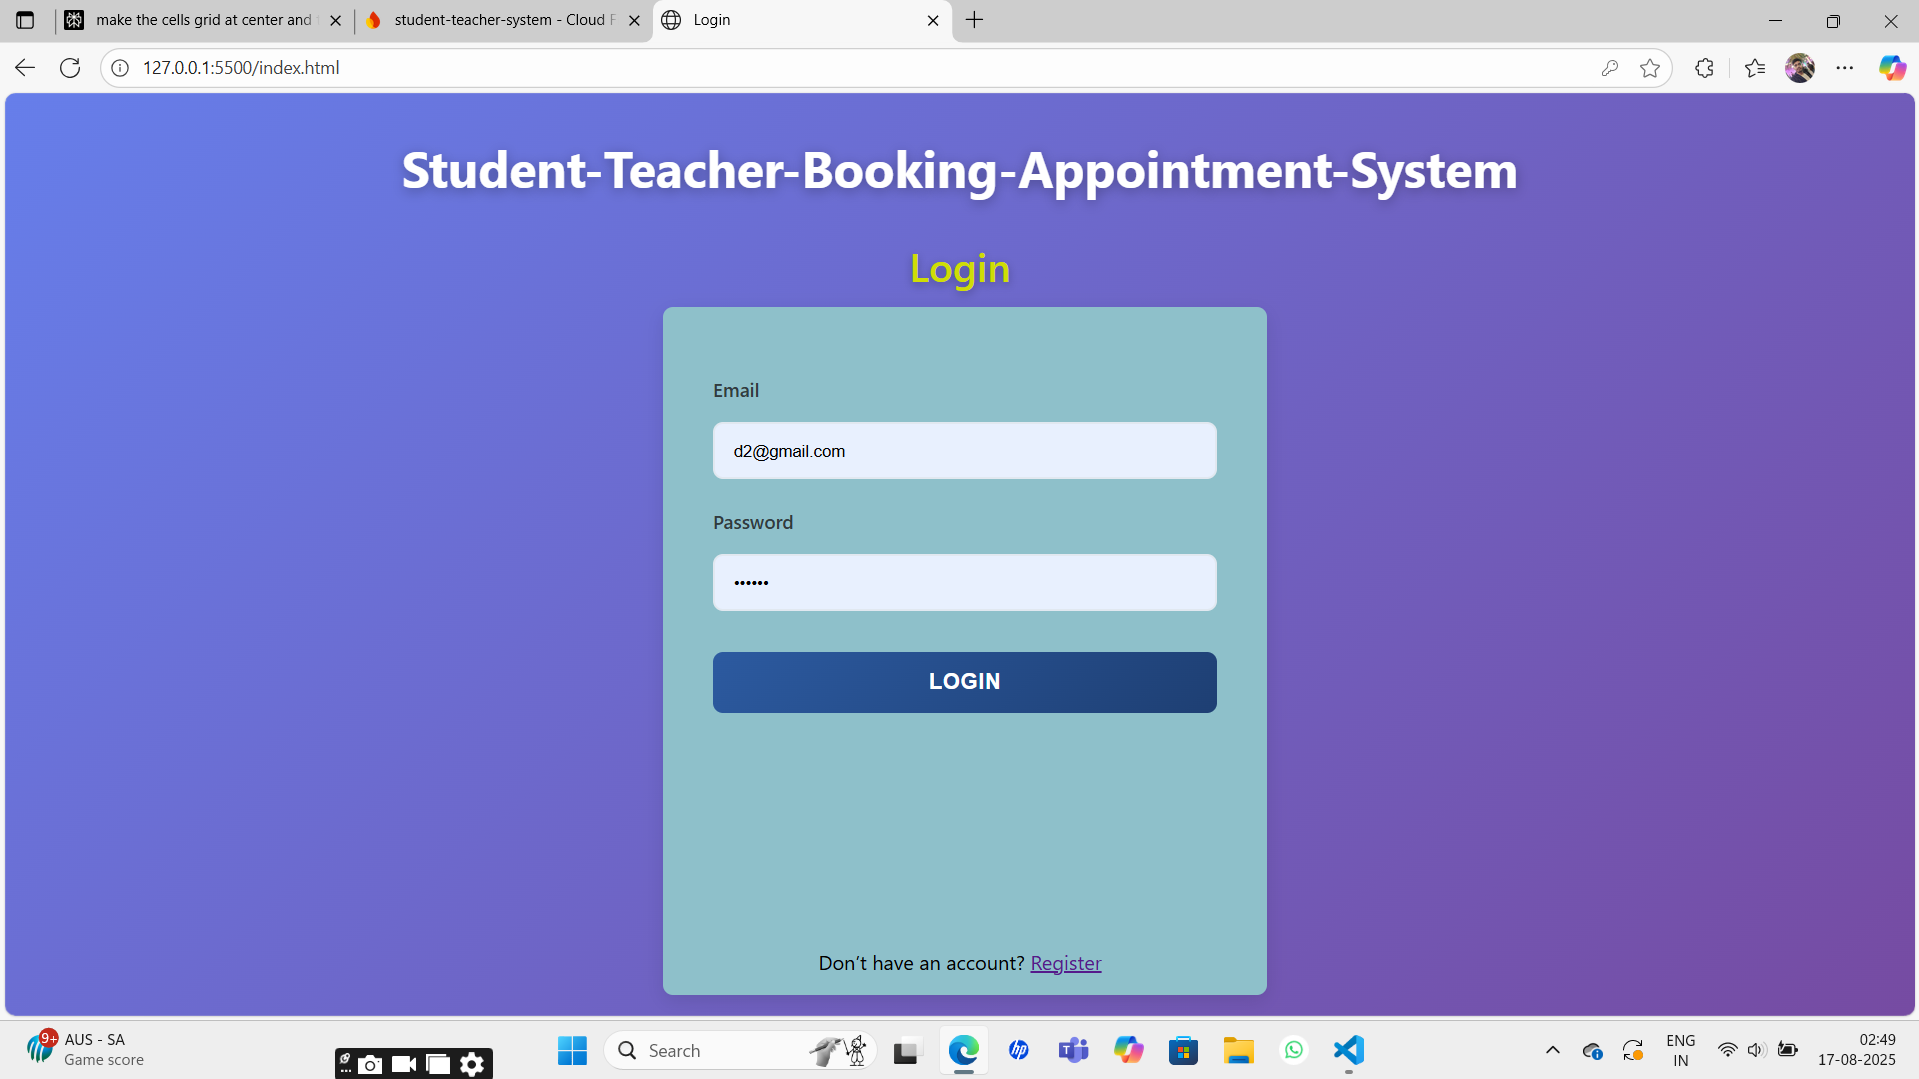 make the cells grid at center and
student-teacher-system - Cloud F
Login
127.0.0.1:5500/index.html
Student-Teacher-Booking-Appointment-System
Login
Email
d2@gmail.com
Password
••••••
LOGIN
Don't have an account? Register
9+
AUS - SA
Game score
Search
hp
ENG
IN
02:49
17-08-2025